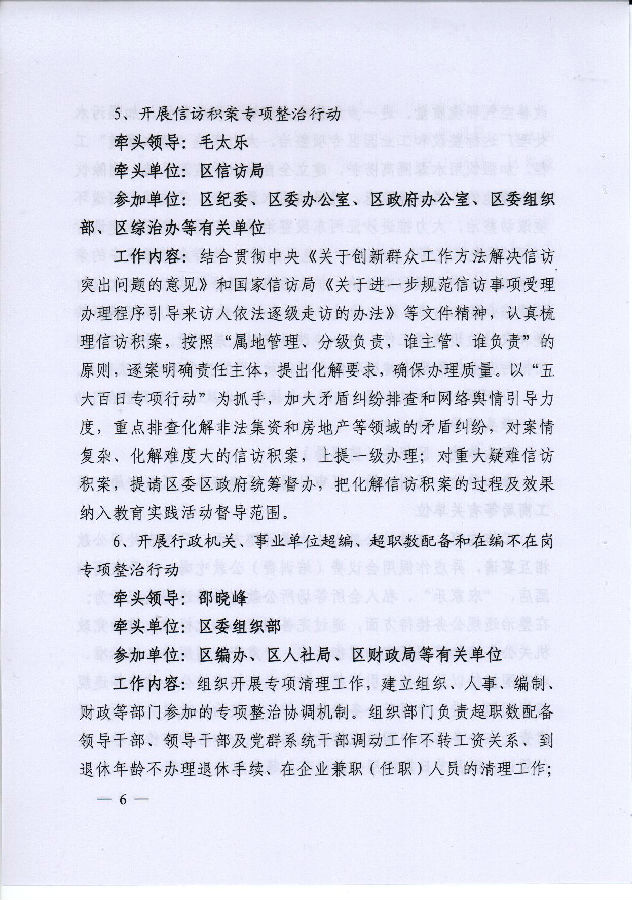 5、开展信访积案专项整治行动
牵头领导：毛太乐
牵头单位：区信访局
参加单位：区纪委、区委办公室、区政府办公室、区委组织
部、区综治办等有关单位
工作内容：结合贯彻中央《关于创新群众工作方法解决信访
突出问题的意见》和国家信访局《关于进一步规范信访事项受理
办理程序引导来访人依法逐级走访的办法》等文件精神，认真梳
理信访积案，按照“属地管理、分级负责，谁主管、谁负责”的
原则，逐案明确责任主体，提出化解要求，确保办理质量。以“五
大百日专项行动”为抓手，加大矛盾纠纷排查和网络舆情引导力
度，重点排查化解非法集资和房地产等领域的矛盾纠纷，对案情
复杂、化解难度大的信访积案，上提一级办理；对重大疑难信访
积案，提请区委区政府统筹督办，把化解信访积案的过程及效果
纳入教育实践活动督导范围。
6、开展行政机关、事业单位超编、超职数配备和在编不在岗
专项整治行动
牵头领导：邵晓峰
牵头单位：区委组织部
参加单位：区编办、区人社局、区财政局等有关单位
工作内容：组织开展专项清理工作，建立组织、人事、编制、
财政等部门参加的专项整治协调机制。组织部门负责超职数配备
领导干部、领导干部及党群系统干部调动工作不转工资关系、到
退休年龄不办理退休手续、在企业兼职（任职）人员的清理工作；
— 6 —